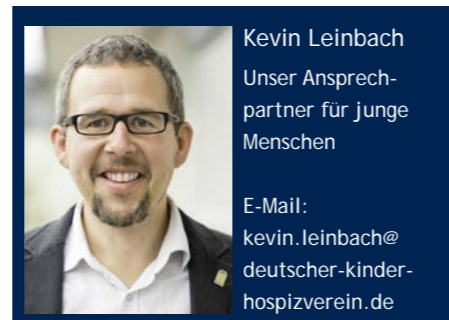 Kevin Leinbach
Unser Ansprech-
partner für junge
Menschen
E-Mail:
kevin.leinbach@
deutscher-kinder-
hospizverein.de